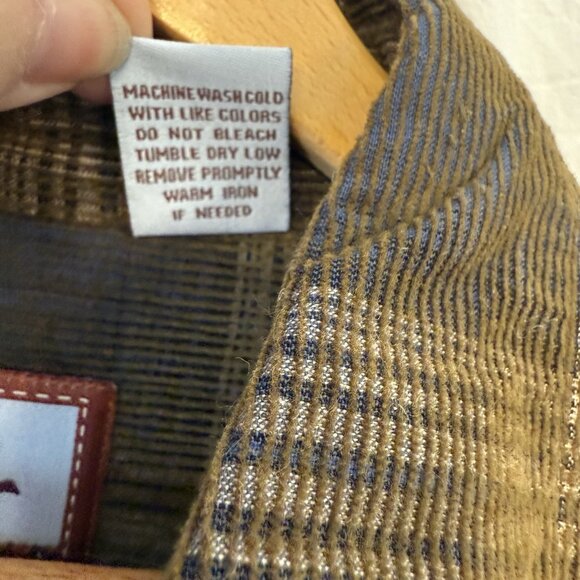 MACHINE WASH COLD
WITH LIKE COLORS
DO NOT BLEACH
TUMBLE DRY LOW
REMOVE PROMPTLY
WARM IRON
IF NEEDED